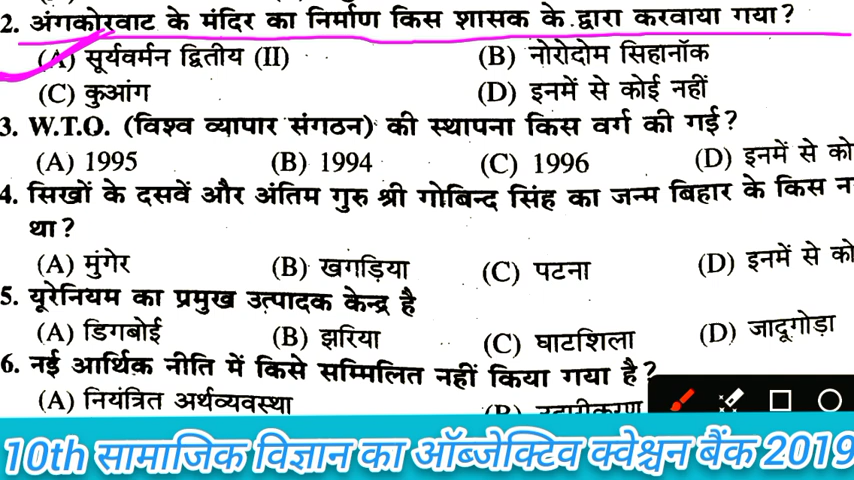 2. अंगकोरवाट के मंदिर का निर्माण किस शासक के द्वारा करवाया गया?
(A) सूर्यवर्मन द्वितीय (II) (B) नोरोदोम सिहानॉक
(C) कुआंग (D) इनमें से कोई नहीं
3. W.T.O. (विश्व व्यापार संगठन) की स्थापना किस वर्ग की गई?
(A) 1995 (B) 1994 (C) 1996 (D) इनमें से को
4. सिखों के दसवें और अंतिम गुरु श्री गोबिन्द सिंह का जन्म बिहार के किस न
था?
(A) मुंगेर (B) खगड़िया (C) पटना (D) इनमें से को
5. यूरेनियम का प्रमुख उत्पादक केन्द्र है
(A) डिगबोई (B) झरिया (C) घाटशिला (D) जादूगोड़ा
6. नई आर्थिक नीति में किसे सम्मिलित नहीं किया गया है?
(A) नियंत्रित अर्थव्यवस्था (B) उदारीकरण
10th सामाजिक विज्ञान का ऑब्जेक्टिव क्वेश्चन बैंक 2019